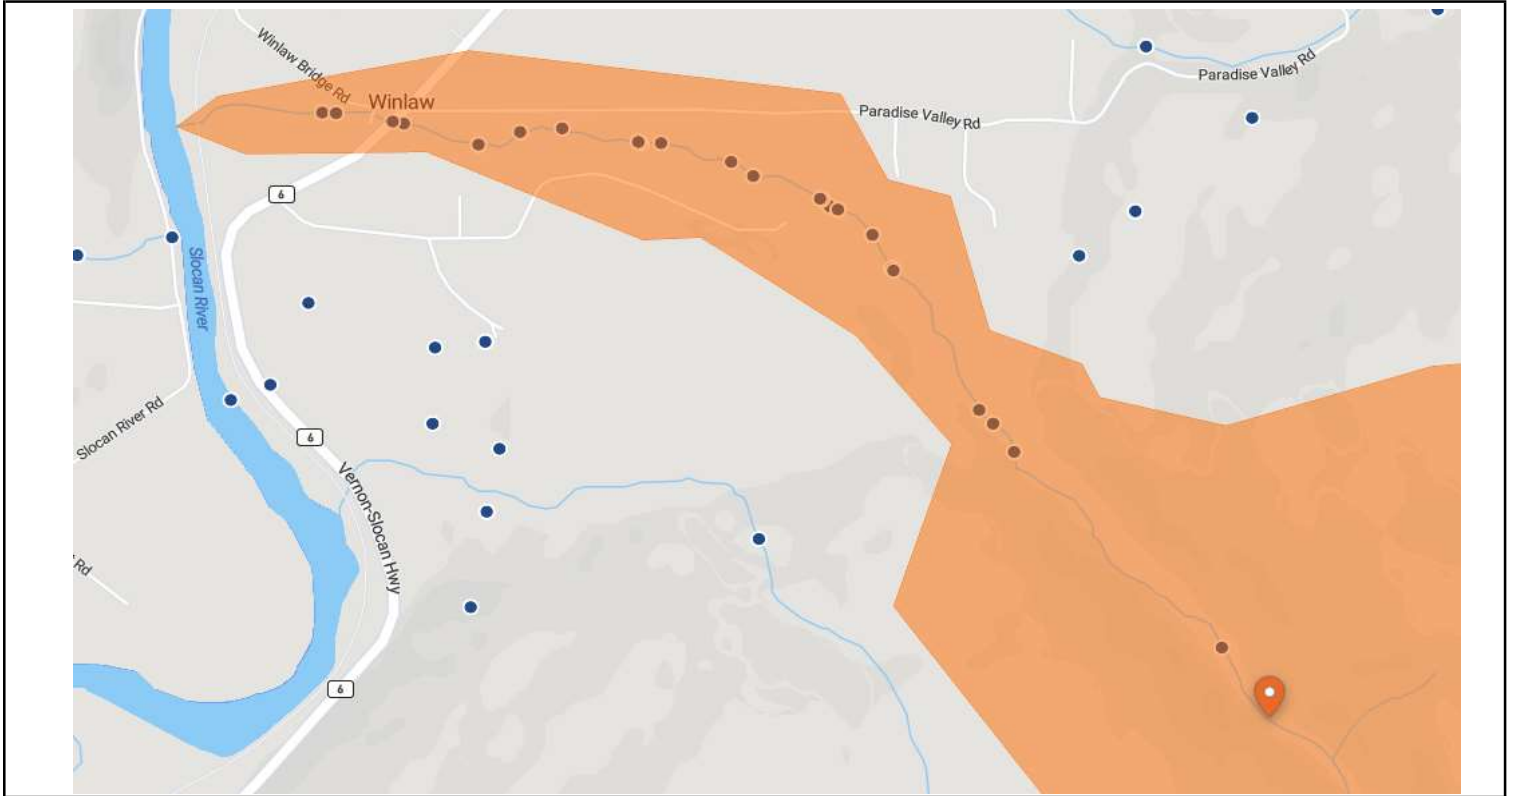 Winlaw Bridge Rd
Winlaw
Paradise Valley Rd
Paradise Valley Rd
6
Slocan River
Slocan River Rd
6
Vernon-Slocan Hwy
Rd
6